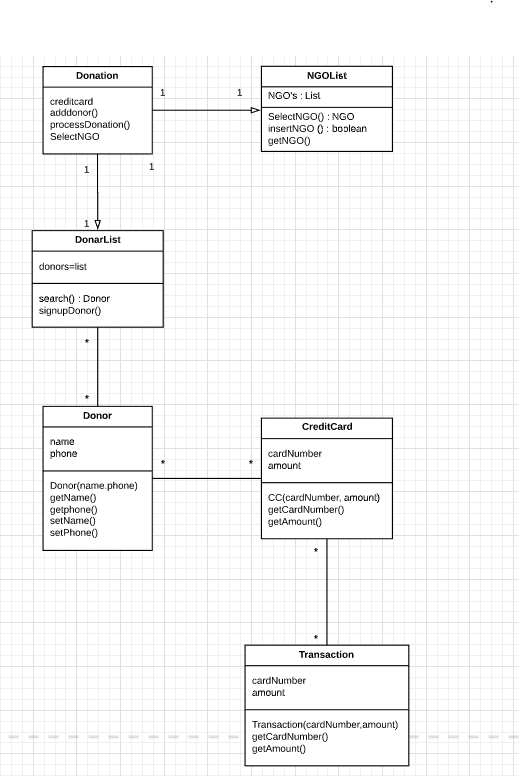 *
Donation
creditcard
adddonor()
processDonation()
SelectNGO
1
1
NGOList
NGO's : List
SelectNGO() : NGO
insertNGO () : boolean
getNGO()
1
1
1
DonarList
donors=list
search() : Donor
signupDonor()
*
*
Donor
name
phone
Donor(name.phone)
getName()
getphone()
setName()
setPhone()
*
*
CreditCard
cardNumber
amount
CC(cardNumber, amount)
getCardNumber()
getAmount()
*
*
Transaction
cardNumber
amount
Transaction(cardNumber,amount)
getCardNumber()
getAmount()